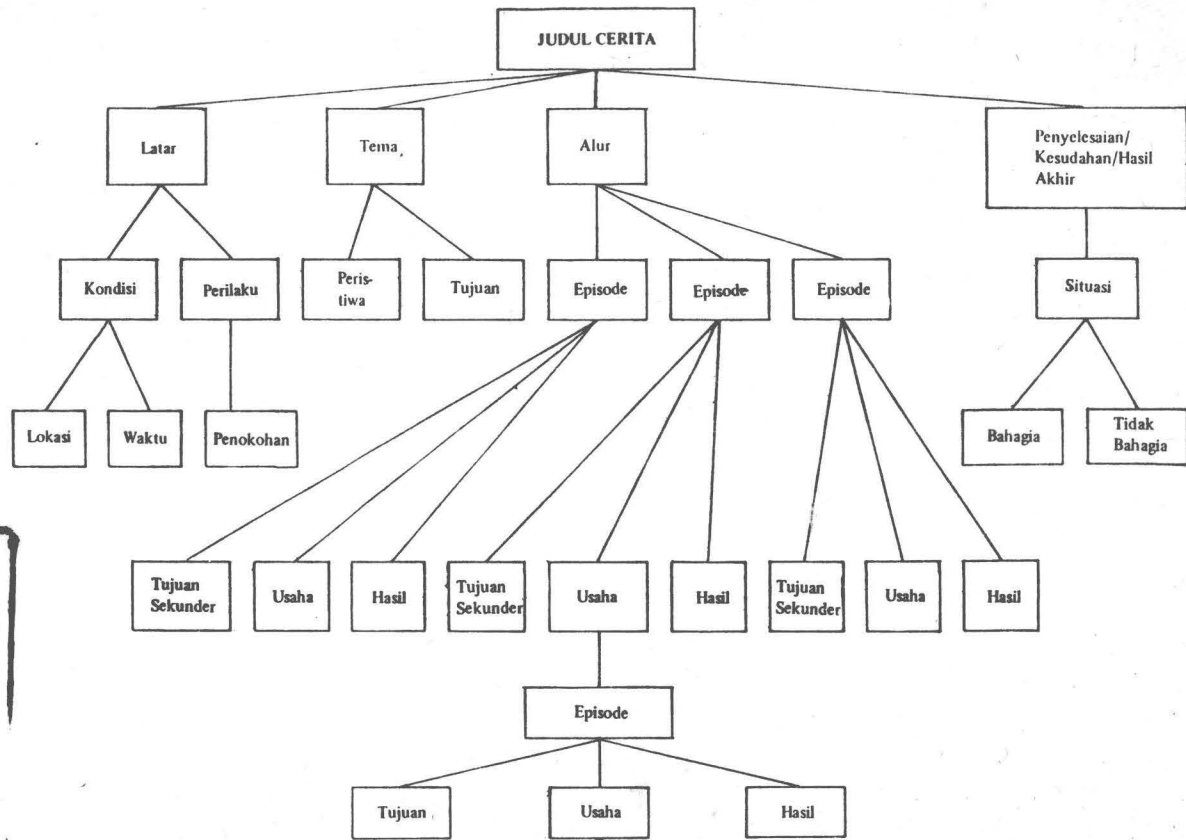 JUDUL CERITA
Latar
Tema
Alur
Penyelesaian/
Kesudahan/Hasil
Akhir
Kondisi
Perilaku
Peris-
tiwa
Tujuan
Episode
Episode
Episode
Situasi
Lokasi
Waktu
Penokohan
Bahagia
Tidak
Bahagia
Tujuan
Sekunder
Usaha
Hasil
Tujuan
Sekunder
Usaha
Hasil
Tujuan
Sekunder
Usaha
Hasil
Episode
Tujuan
Usaha
Hasil